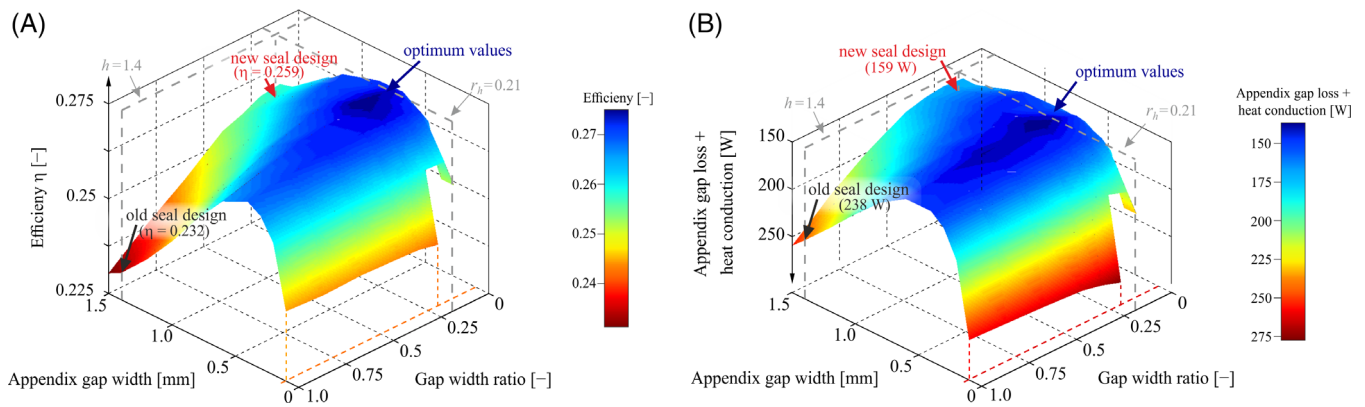 (A)
new seal design
(η = 0.259)
optimum values
h = 1.4
r_h = 0.21
Efficieny [−]
0.27
0.26
0.25
0.24
old seal design
(η = 0.232)
Efficieny η [−]
0.275
0.25
0.225
1.5
1.0
0.5
0
Appendix gap width [mm]
1.0
0.75
0.5
0.25
0
Gap width ratio [−]
(B)
new seal design
(159 W)
optimum values
h = 1.4
r_h = 0.21
Appendix gap loss +
heat conduction [W]
150
175
200
225
250
275
old seal design
(238 W)
Appendix gap loss +
heat conduction [W]
150
200
250
1.5
1.0
0.5
0
Appendix gap width [mm]
1.0
0.75
0.5
0.25
0
Gap width ratio [−]